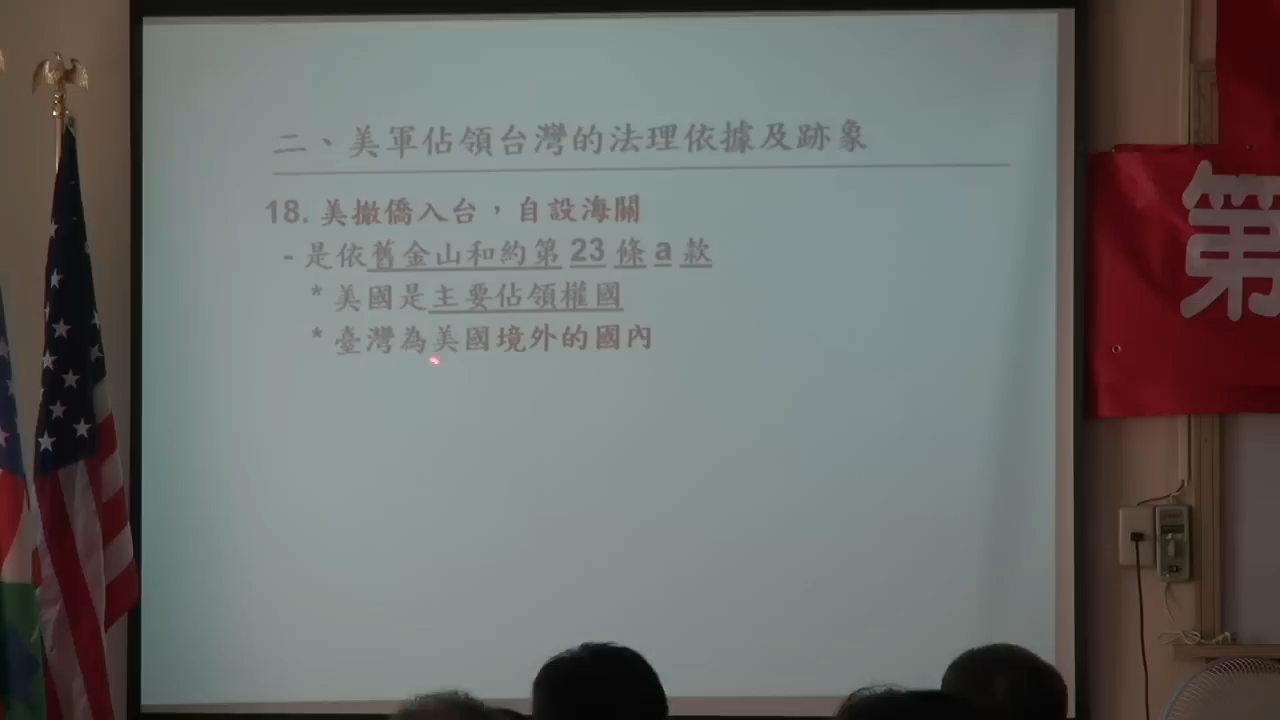 二、美軍佔領台灣的法理依據及跡象
18. 美撤僑入台，自設海關
- 是依舊金山和約第 23 條 a 款
* 美國是主要佔領權國
* 臺灣為美國境外的國內
第